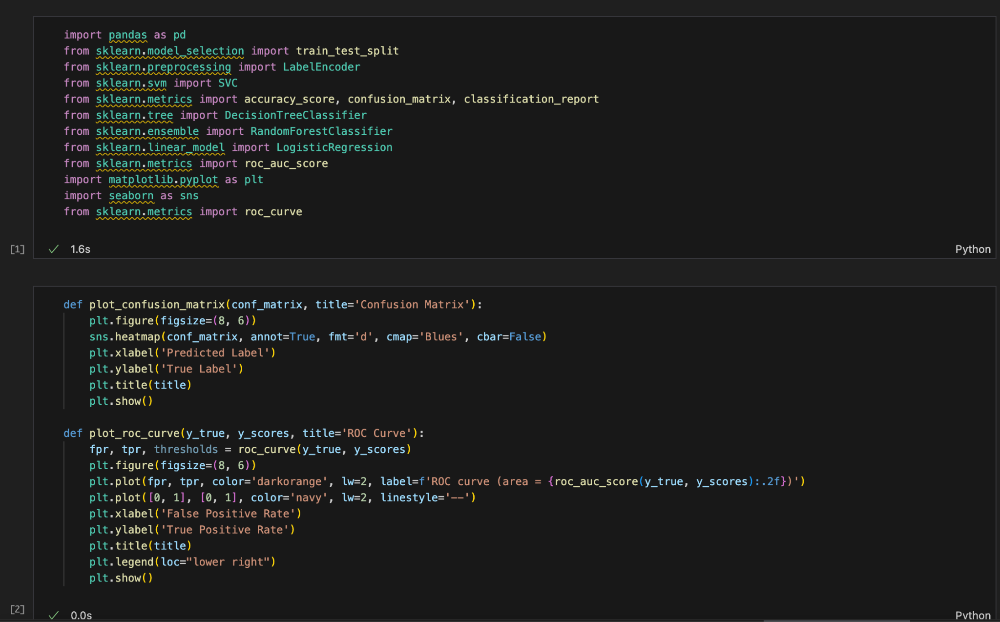 import pandas as pd
from sklearn.model_selection import train_test_split
from sklearn.preprocessing import LabelEncoder
from sklearn.svm import SVC
from sklearn.metrics import accuracy_score, confusion_matrix, classification_report
from sklearn.tree import DecisionTreeClassifier
from sklearn.ensemble import RandomForestClassifier
from sklearn.linear_model import LogisticRegression
from sklearn.metrics import roc_auc_score
import matplotlib.pyplot as plt
import seaborn as sns
from sklearn.metrics import roc_curve
[1] ✓ 1.6s Python
def plot_confusion_matrix(conf_matrix, title='Confusion Matrix'):
    plt.figure(figsize=(8, 6))
    sns.heatmap(conf_matrix, annot=True, fmt='d', cmap='Blues', cbar=False)
    plt.xlabel('Predicted Label')
    plt.ylabel('True Label')
    plt.title(title)
    plt.show()
def plot_roc_curve(y_true, y_scores, title='ROC Curve'):
    fpr, tpr, thresholds = roc_curve(y_true, y_scores)
    plt.figure(figsize=(8, 6))
    plt.plot(fpr, tpr, color='darkorange', lw=2, label=f'ROC curve (area = {roc_auc_score(y_true, y_scores):.2f})')
    plt.plot([0, 1], [0, 1], color='navy', lw=2, linestyle='--')
    plt.xlabel('False Positive Rate')
    plt.ylabel('True Positive Rate')
    plt.title(title)
    plt.legend(loc="lower right")
    plt.show()
[2] ✓ 0.0s Python